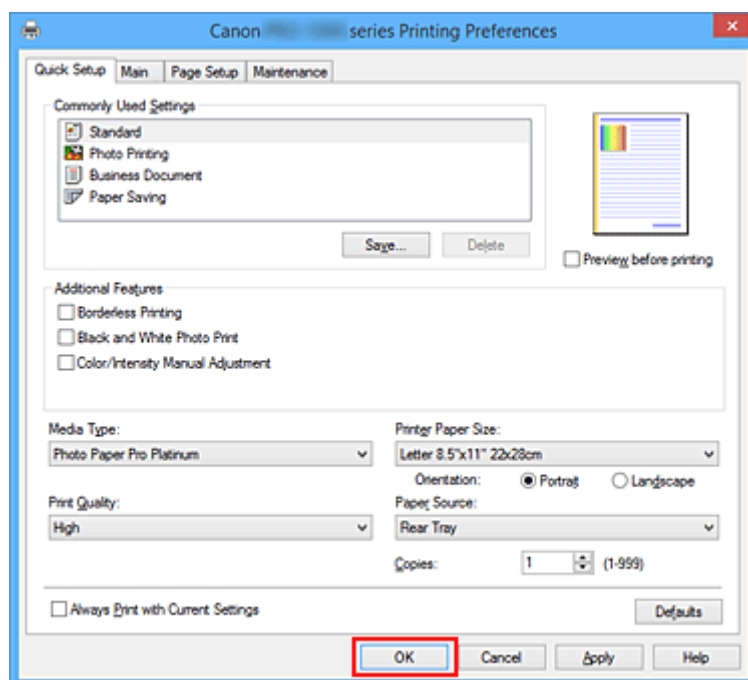 Canon series Printing Preferences
Quick Setup Main Page Setup Maintenance
Commonly Used Settings
Standard
Photo Printing
Business Document
Paper Saving
Save... Delete
Preview before printing
Additional Features
Borderless Printing
Black and White Photo Print
Color/Intensity Manual Adjustment
Media Type: Printer Paper Size:
Photo Paper Pro Platinum Letter 8.5"x11" 22x28cm
Orientation: Portrait Landscape
Print Quality: Paper Source:
High Rear Tray
Copies: 1 (1-999)
Always Print with Current Settings Defaults
OK Cancel Apply Help